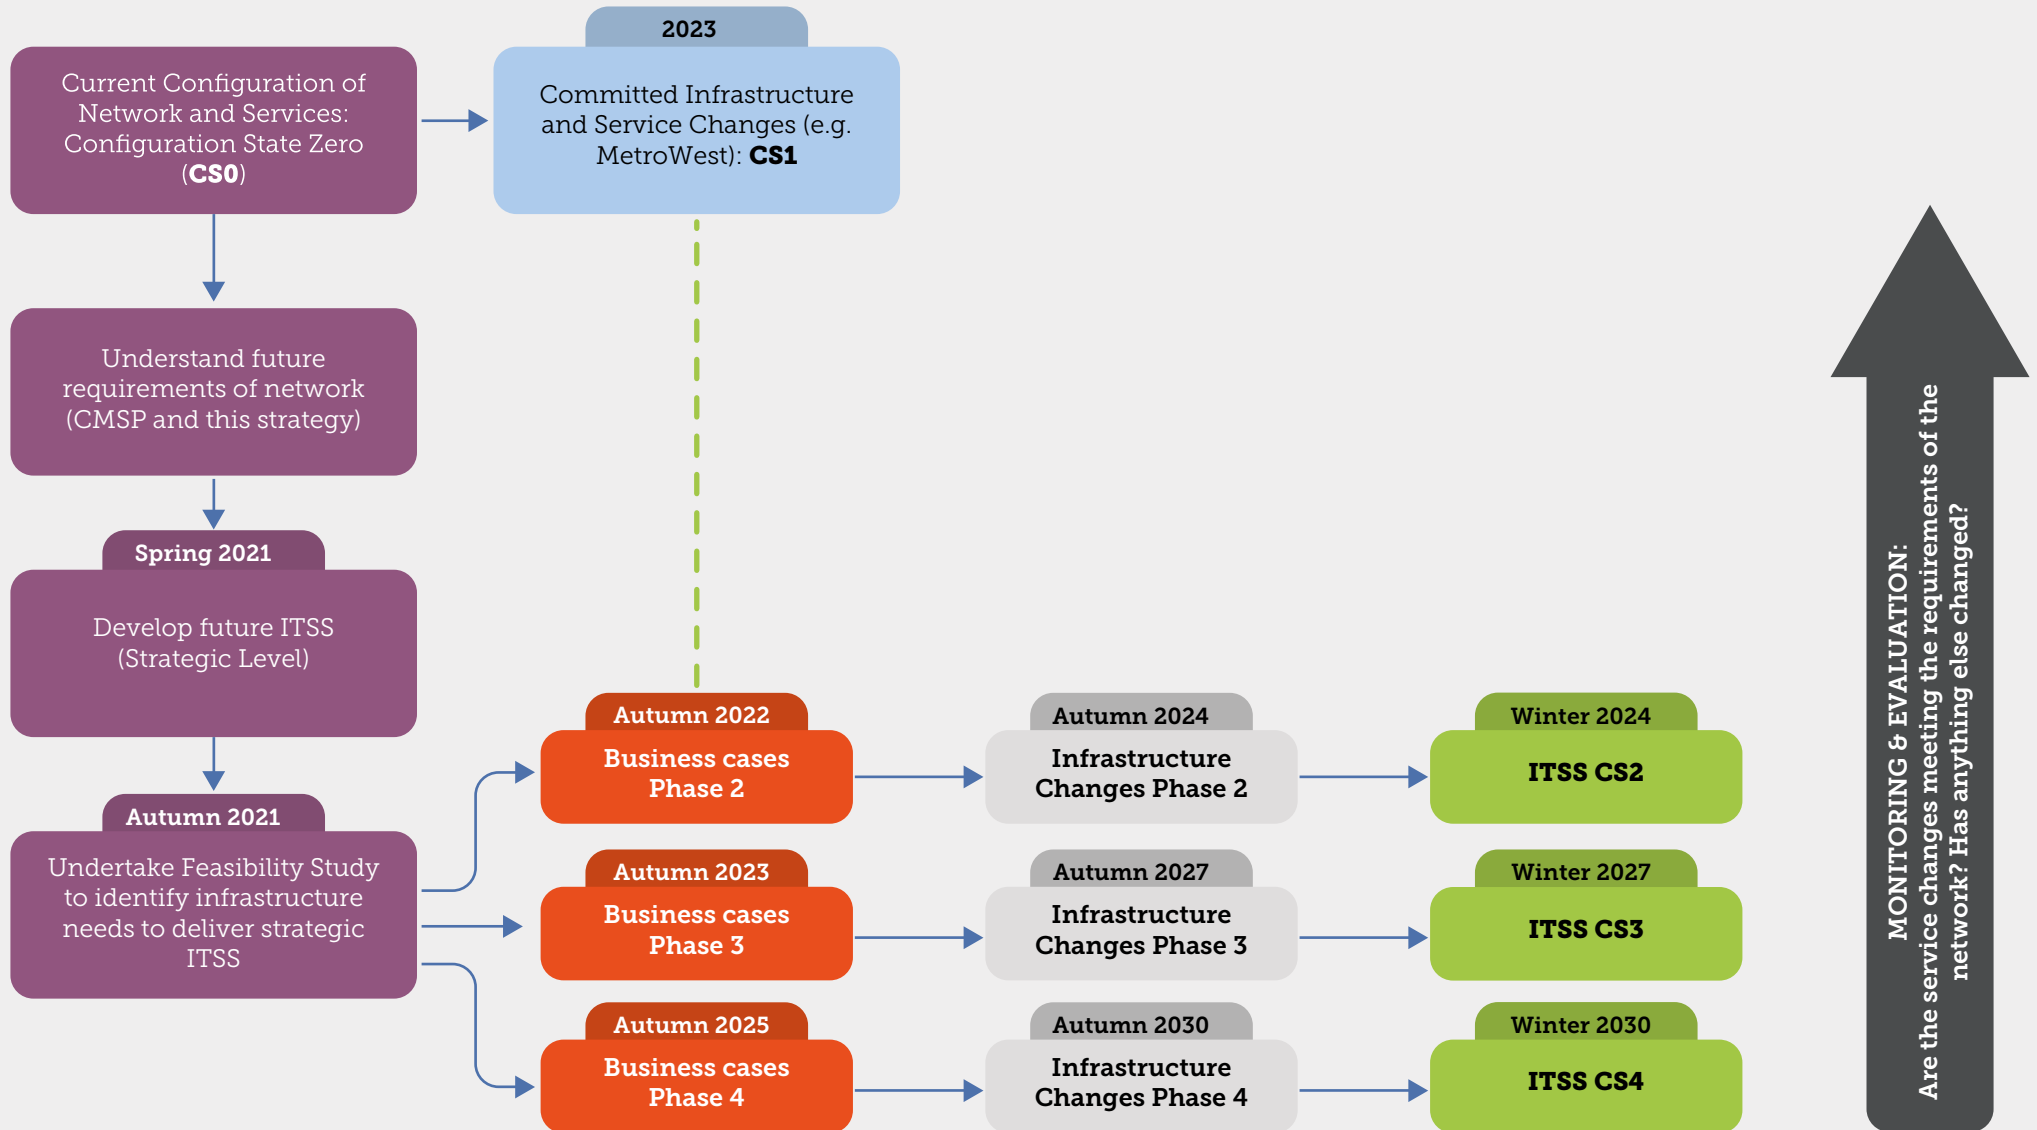 Current Configuration of
Network and Services:
Configuration State Zero
(CS0)
2023
Committed Infrastructure
and Service Changes (e.g.
MetroWest): CS1
Understand future
requirements of network
(CMSP and this strategy)
Spring 2021
Develop future ITSS
(Strategic Level)
Autumn 2021
Undertake Feasibility Study
to identify infrastructure
needs to deliver strategic
ITSS
Autumn 2022
Business cases
Phase 2
Autumn 2024
Infrastructure
Changes Phase 2
Winter 2024
ITSS CS2
Autumn 2023
Business cases
Phase 3
Autumn 2027
Infrastructure
Changes Phase 3
Winter 2027
ITSS CS3
Autumn 2025
Business cases
Phase 4
Autumn 2030
Infrastructure
Changes Phase 4
Winter 2030
ITSS CS4
MONITORING & EVALUATION:
Are the service changes meeting the requirements of the
network? Has anything else changed?